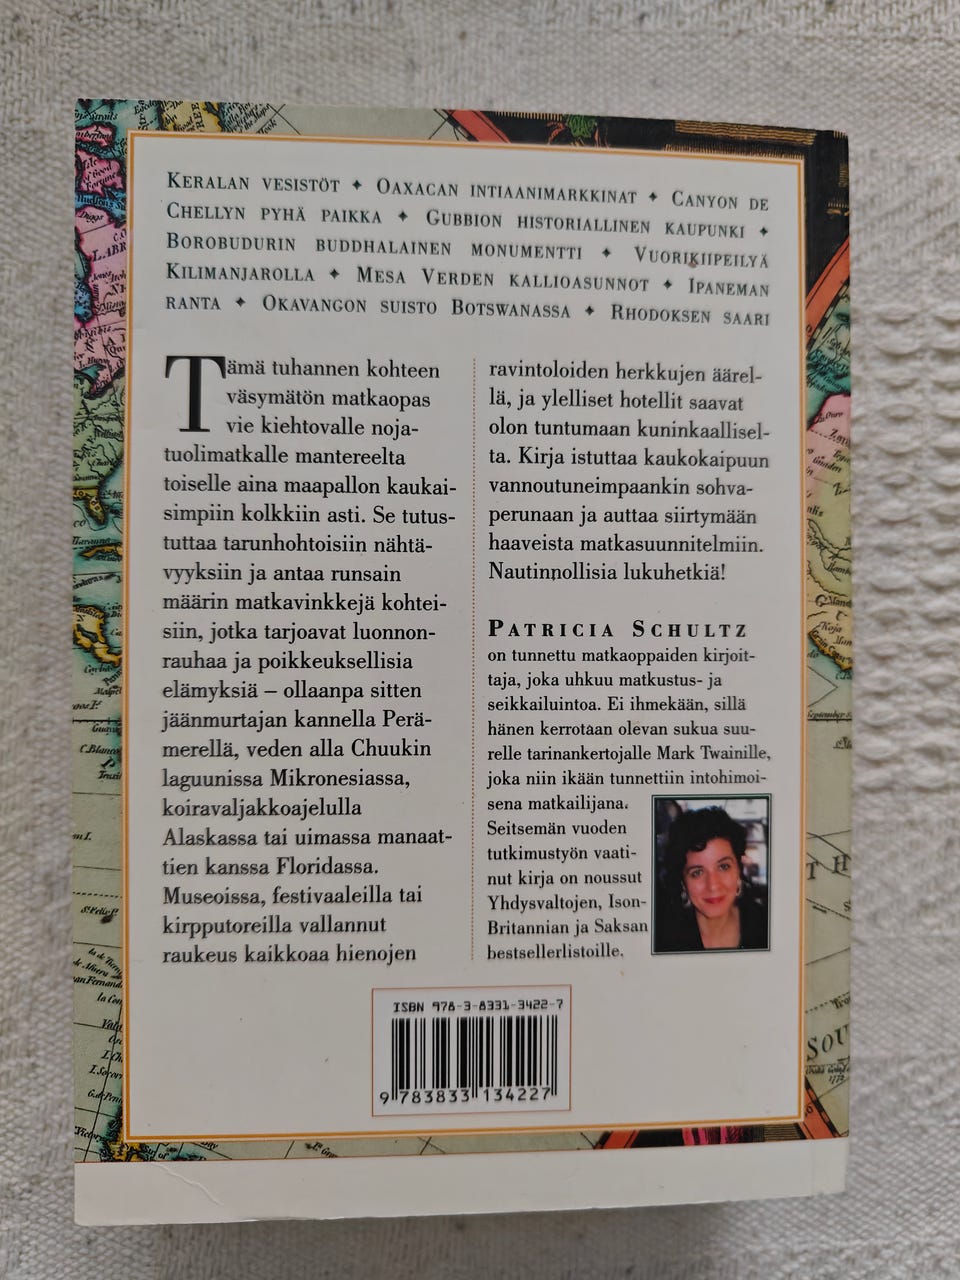 KERALAN VESISTÖT ✦ OAXACAN INTIAANIMARKKINAT ✦ CANYON DE
CHELLYN PYHÄ PAIKKA ✦ GUBBION HISTORIALLINEN KAUPUNKI ✦
BOROBUDURIN BUDDHALAINEN MONUMENTTI ✦ VUORIKIIPEILYÄ
KILIMANJAROLLA ✦ MESA VERDEN KALLIOASUNNOT ✦ IPANEMAN
RANTA ✦ OKAVANGON SUISTO BOTSWANASSA ✦ RHODOKSEN SAARI
Tämä tuhannen kohteen
väsymätön matkaopas
vie kiehtovalle noja-
tuolimatkalle mantereelta
toiselle aina maapallon kaukai-
simpiin kolkkiin asti. Se tutus-
tuttaa tarunhohtoisiin nähtä-
vyyksiin ja antaa runsain
määrin matkavinkkejä kohtei-
siin, jotka tarjoavat luonnon-
rauhaa ja poikkeuksellisia
elämyksiä – ollaanpa sitten
jäänmurtajan kannella Perä-
merellä, veden alla Chuukin
laguunissa Mikronesiassa,
koiravaljakkoajelulla
Alaskassa tai uimassa manaat-
tien kanssa Floridassa.
Museoissa, festivaaleilla tai
kirpputoreilla vallannut
raukeus kaikkoaa hienojen
ravintoloiden herkkujen äärel-
lä, ja ylelliset hotellit saavat
olon tuntumaan kuninkaallisel-
ta. Kirja istuttaa kaukokaipuun
vannoutuneimpaankin sohva-
perunaan ja auttaa siirtymään
haaveista matkasuunnitelmiin.
Nautinnollisia lukuhetkiä!
PATRICIA SCHULTZ
on tunnettu matkaoppaiden kirjoit-
taja, joka uhkuu matkustus- ja
seikkailuintoa. Ei ihmekään, sillä
hänen kerrotaan olevan sukua suu-
relle tarinankertojalle Mark Twainille,
joka niin ikään tunnettiin intohimoi-
sena matkailijana.
Seitsemän vuoden
tutkimustyön vaati-
nut kirja on noussut
Yhdysvaltojen, Ison-
Britannian ja Saksan
bestsellerlistoille.
ISBN 978-3-8331-3422-7
9 783833 134227